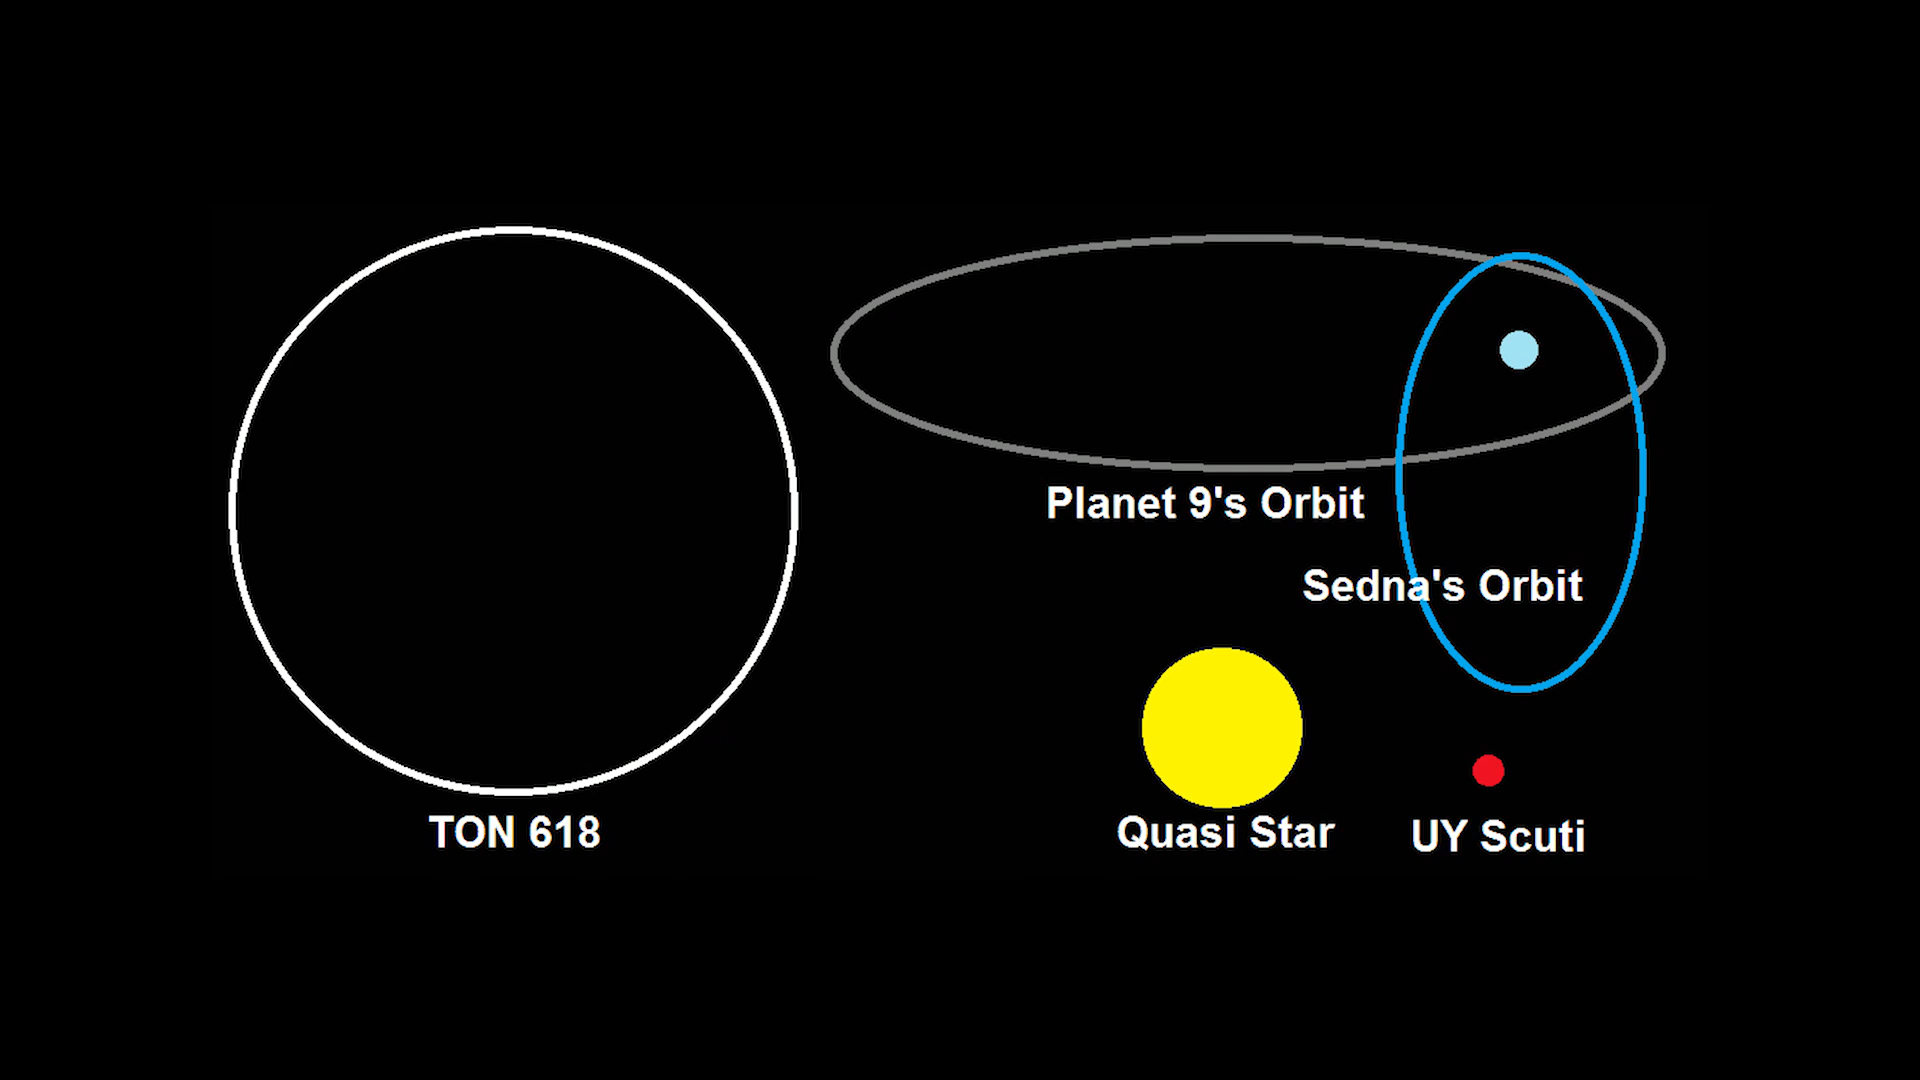 Planet 9's Orbit
Sedna's Orbit
TON 618
Quasi Star
UY Scuti